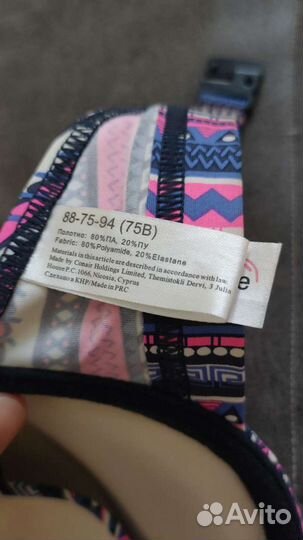 88-75-94 (75B)
Полотно: 80%ПА, 20%ПУ
Fabric: 80%Polyamide, 20%Elastane
Materials in this article are described in accordance with law.
Made by Conair Holdings Limited, Themistokli Dervi, 3 Julia
House P.C. 1066, Nicosia, Cyprus
Сделано в КНР/ Made in PRC
e
Avito